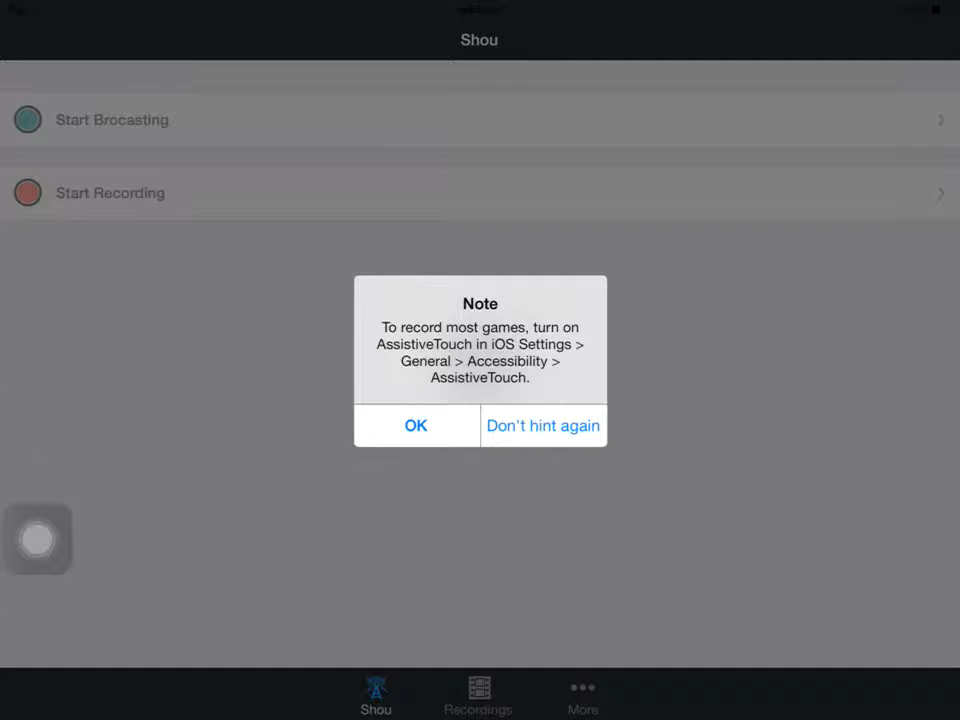 Shou
Start Brocasting
Start Recording
Note
To record most games, turn on
AssistiveTouch in iOS Settings >
General > Accessibility >
AssistiveTouch.
OK
Don't hint again
Shou
Recordings
More